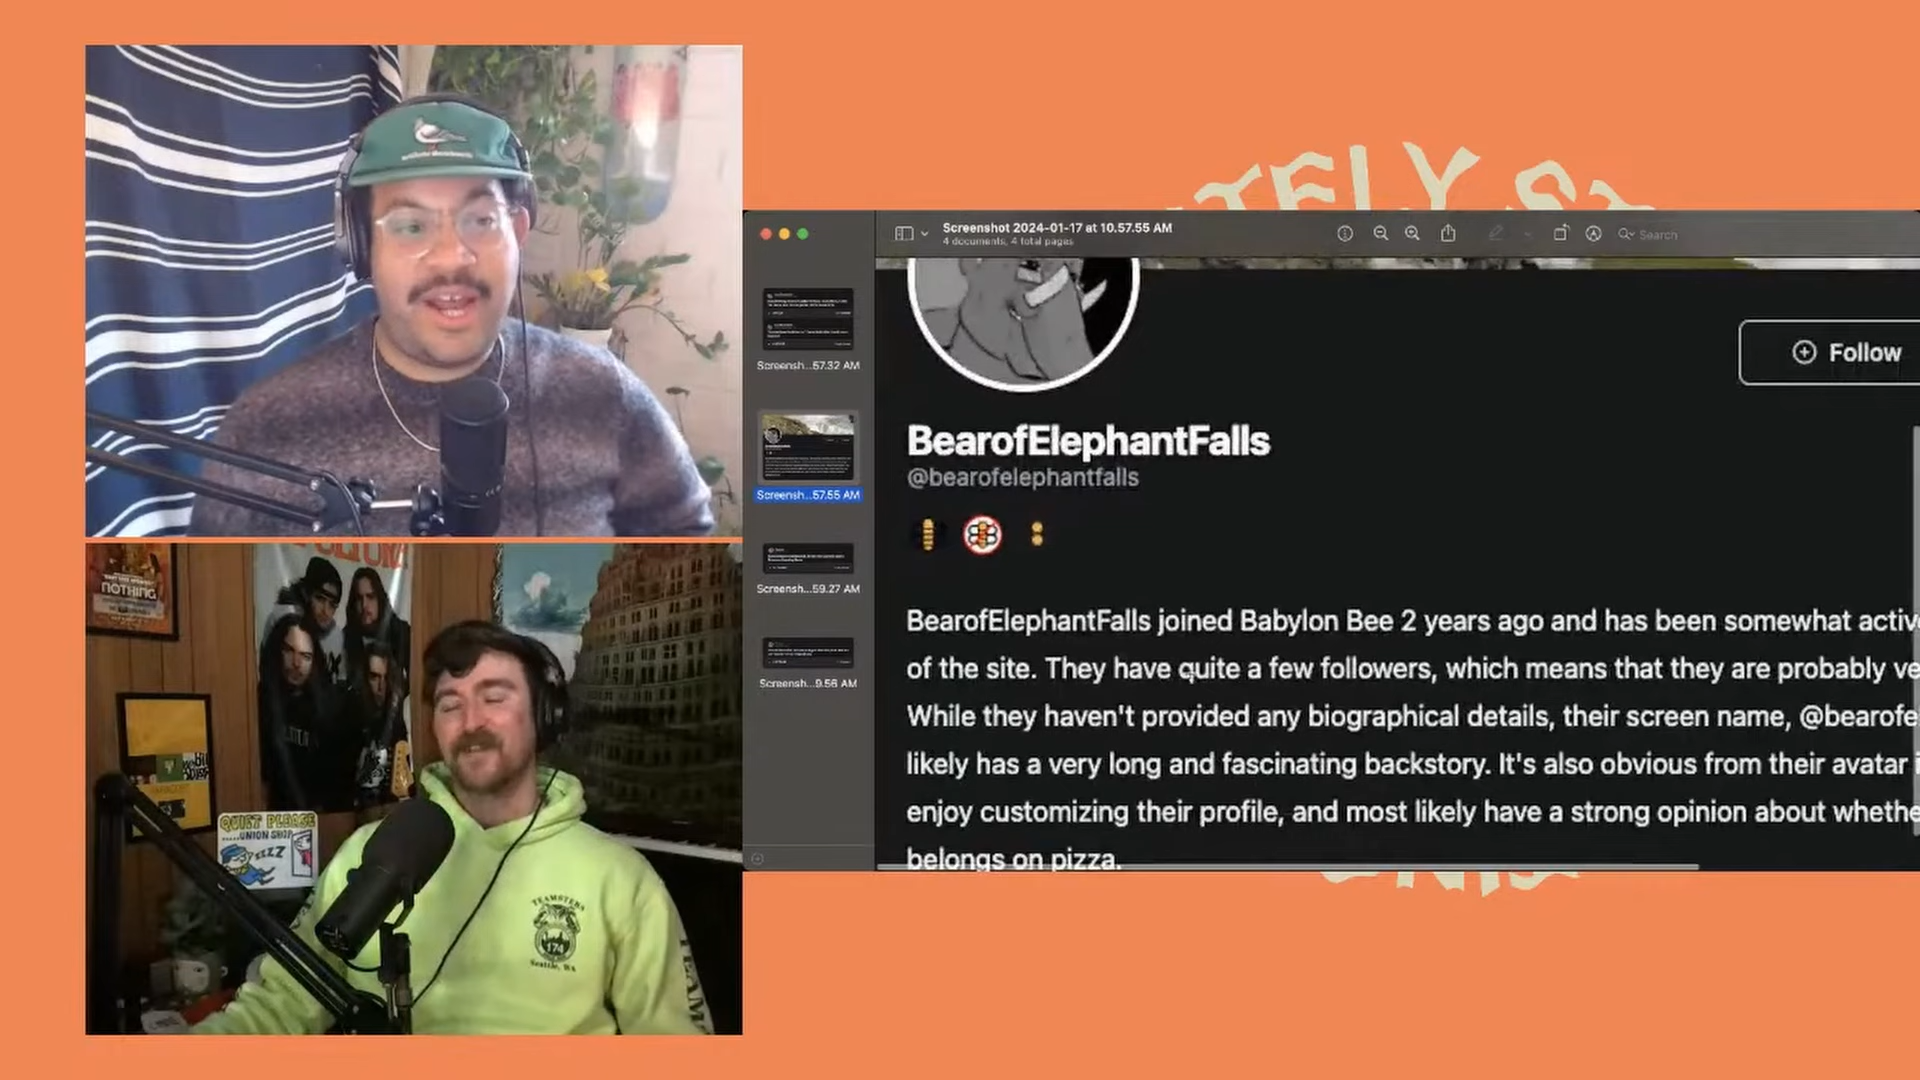 TELY ST
Screenshot 2024-01-17 at 10.57.55 AM
4 documents, 4 total pages
Search
Screensh...57.32 AM
Screensh...57.55 AM
Screensh...59.27 AM
Screensh...9.56 AM
Follow
BearofElephantFalls
@bearofelephantfalls
BearofElephantFalls joined Babylon Bee 2 years ago and has been somewhat activ
of the site. They have quite a few followers, which means that they are probably ve
While they haven't provided any biographical details, their screen name, @bearofe
likely has a very long and fascinating backstory. It's also obvious from their avatar i
enjoy customizing their profile, and most likely have a strong opinion about whethe
belongs on pizza.
NOTHING
QUIET PLEASE
UNION SHOP
ZZZ
TEAMSTERS
174
Seattle, WA
TEAM